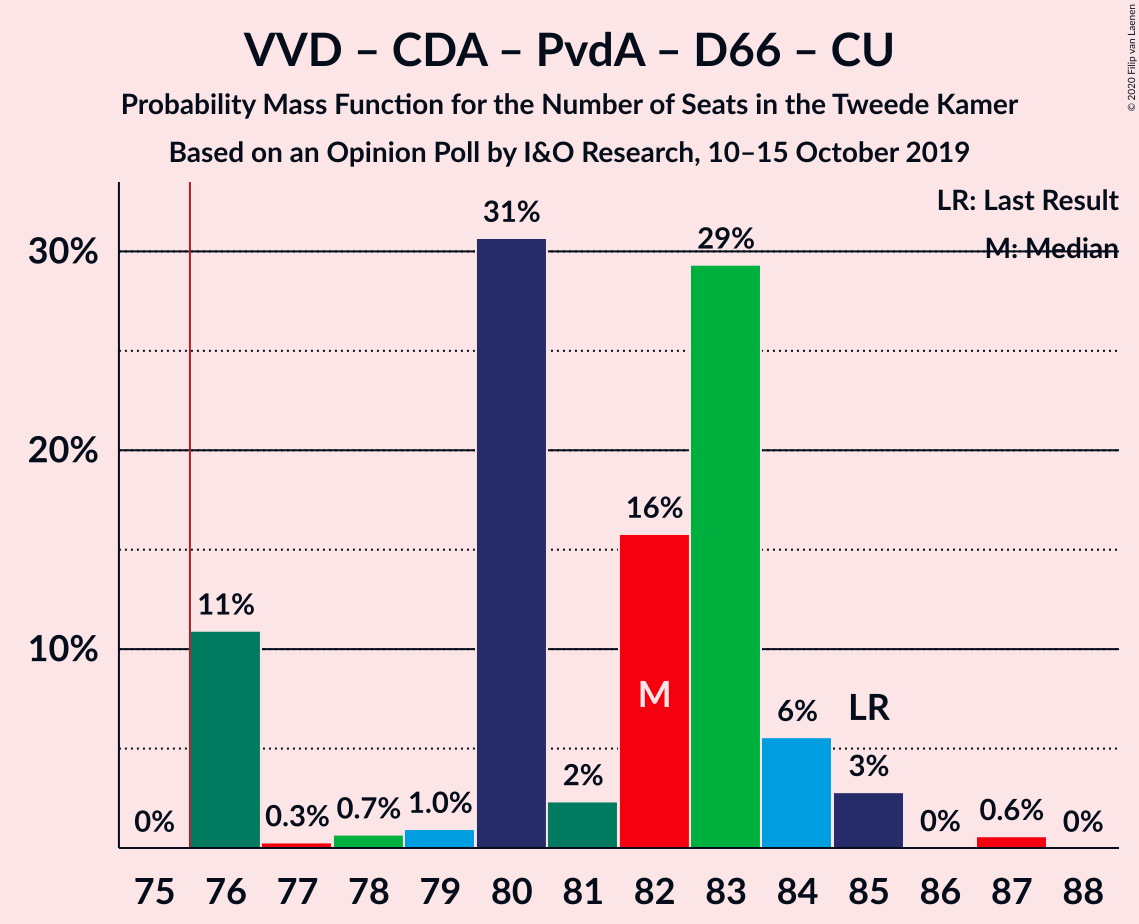 VVD – CDA – PvdA – D66 – CU
Probability Mass Function for the Number of Seats in the Tweede Kamer
Based on an Opinion Poll by I&O Research, 10–15 October 2019
© 2020 Filip van Laenen
LR: Last Result
M: Median
30%
20%
10%
0%
11%
0.3%
0.7%
1.0%
31%
2%
16%
M
29%
6%
LR
3%
0%
0.6%
0%
75 76 77 78 79 80 81 82 83 84 85 86 87 88